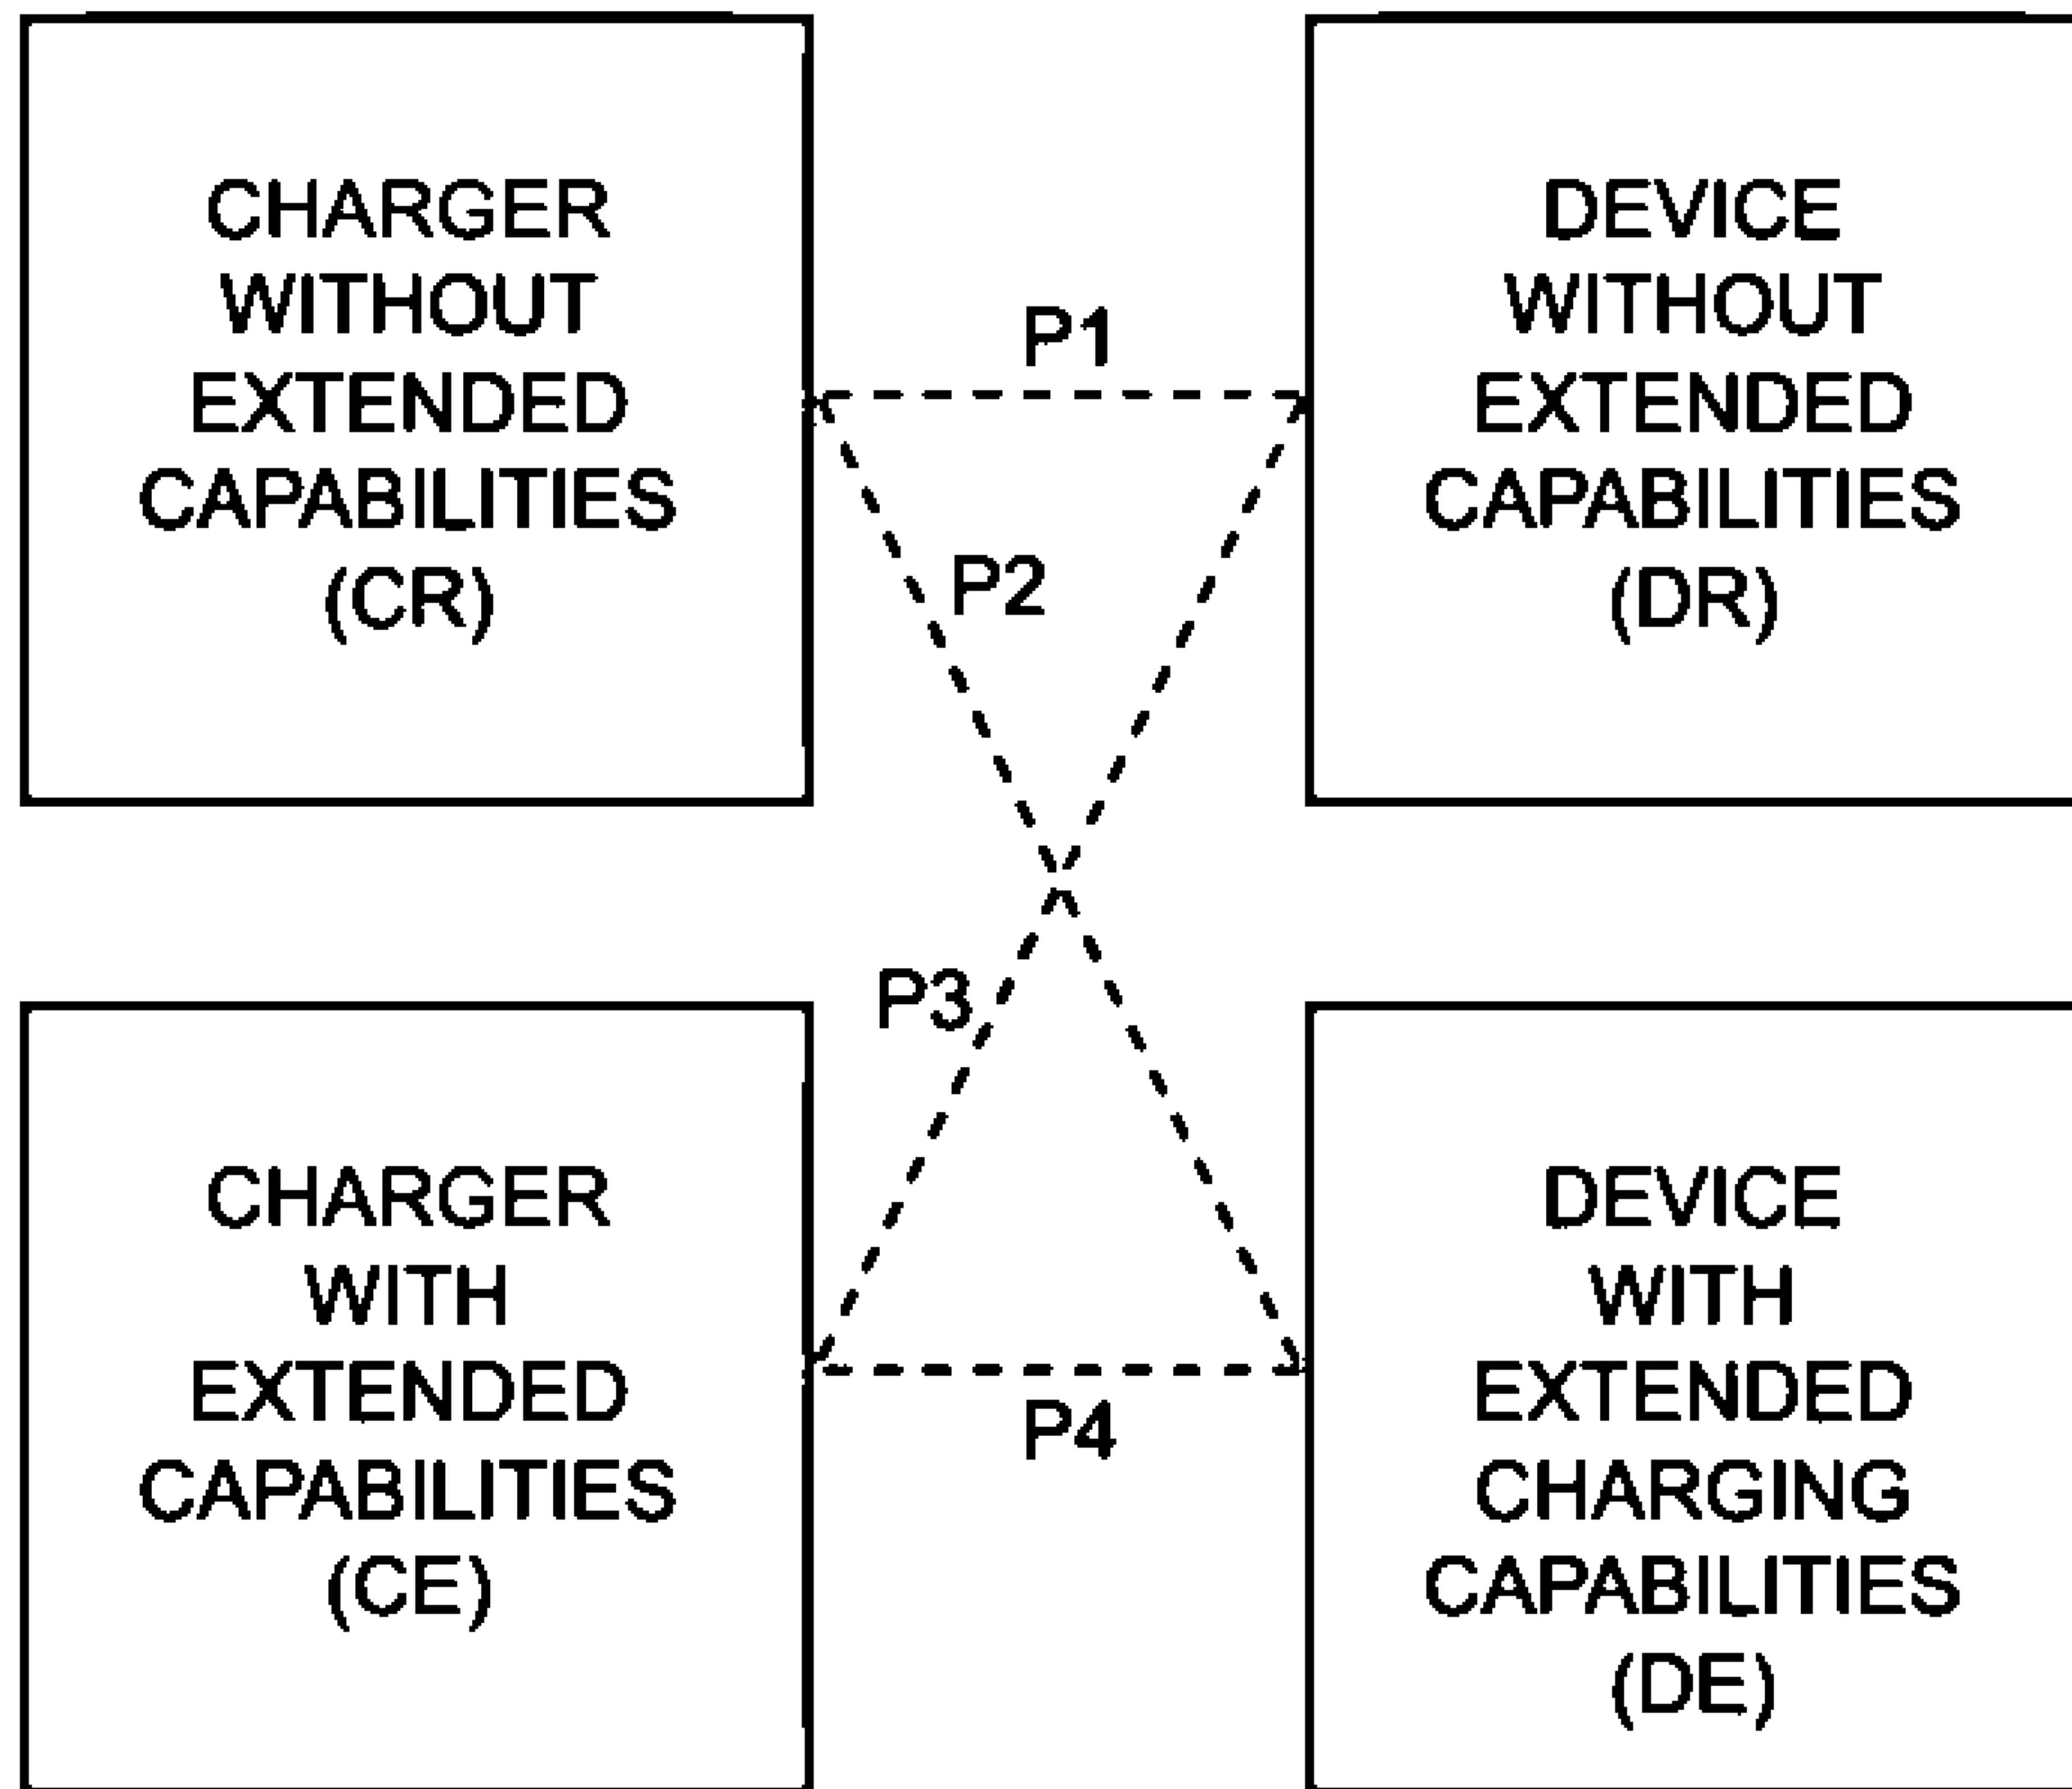 CHARGER
WITHOUT
EXTENDED
CAPABILITIES
(CR)
P1
P2
DEVICE
WITHOUT
EXTENDED
CAPABILITIES
(DR)
CHARGER
WITH
EXTENDED
CAPABILITIES
(CE)
P3
P4
DEVICE
WITH
EXTENDED
CHARGING
CAPABILITIES
(DE)